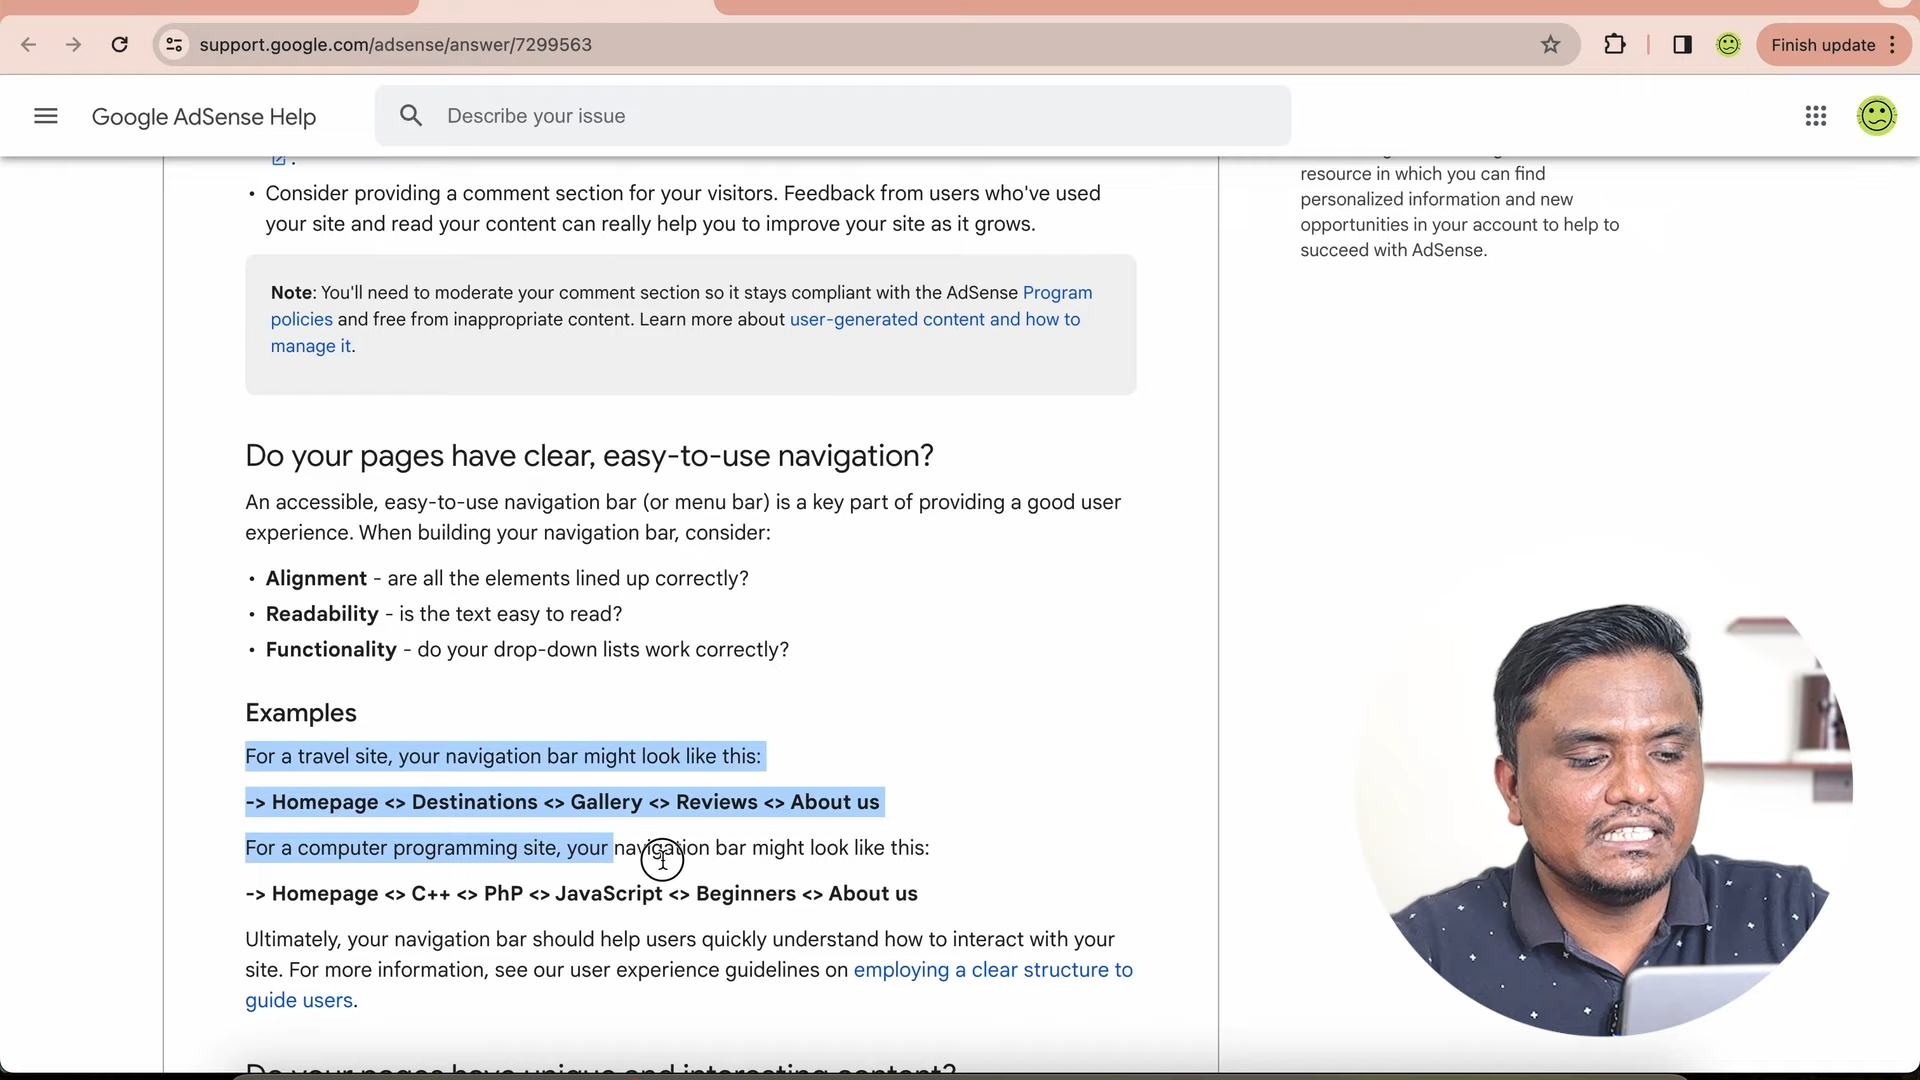 support.google.com/adsense/answer/7299563
Finish update
Google AdSense Help
Describe your issue
.
• Consider providing a comment section for your visitors. Feedback from users who've used
your site and read your content can really help you to improve your site as it grows.
Note: You'll need to moderate your comment section so it stays compliant with the AdSense Program
policies and free from inappropriate content. Learn more about user-generated content and how to
manage it.
Do your pages have clear, easy-to-use navigation?
An accessible, easy-to-use navigation bar (or menu bar) is a key part of providing a good user
experience. When building your navigation bar, consider:
• Alignment - are all the elements lined up correctly?
• Readability - is the text easy to read?
• Functionality - do your drop-down lists work correctly?
Examples
For a travel site, your navigation bar might look like this:
-> Homepage <> Destinations <> Gallery <> Reviews <> About us
For a computer programming site, your navigation bar might look like this:
-> Homepage <> C++ <> PhP <> JavaScript <> Beginners <> About us
Ultimately, your navigation bar should help users quickly understand how to interact with your
site. For more information, see our user experience guidelines on employing a clear structure to
guide users.
Do your pages have unique and interesting content?
resource in which you can find
personalized information and new
opportunities in your account to help to
succeed with AdSense.